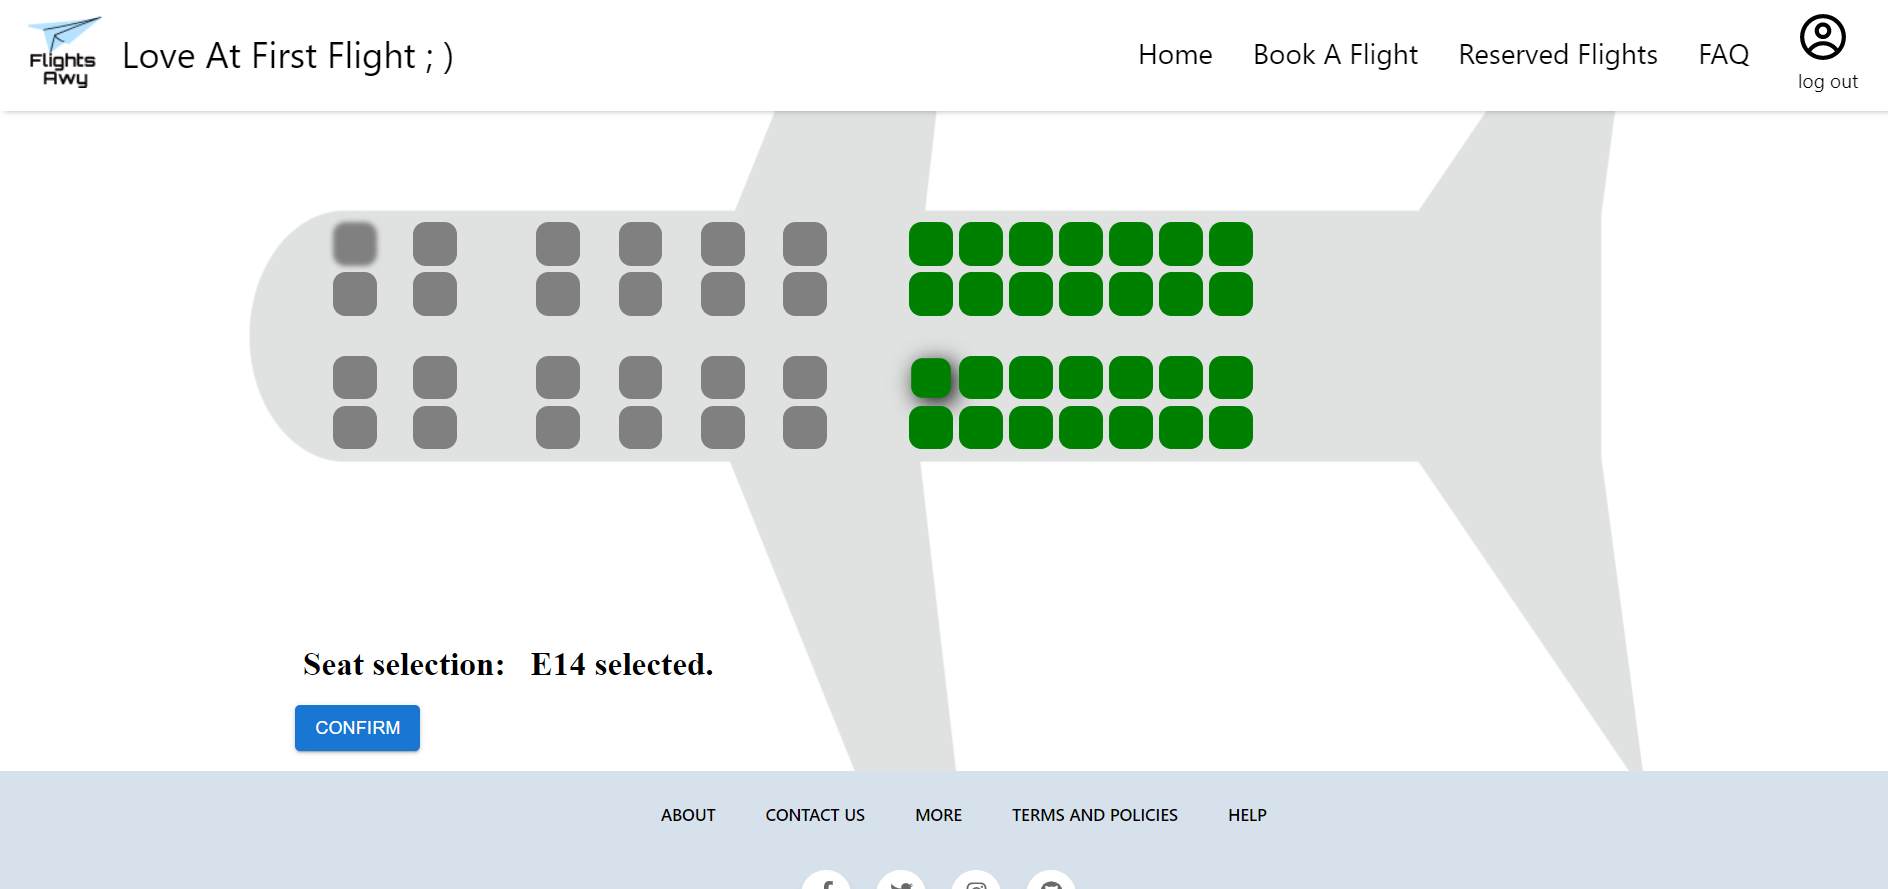 Flights
Awy
Love At First Flight ; )
Home
Book A Flight
Reserved Flights
FAQ
log out
Seat selection: E14 selected.
CONFIRM
ABOUT
CONTACT US
MORE
TERMS AND POLICIES
HELP